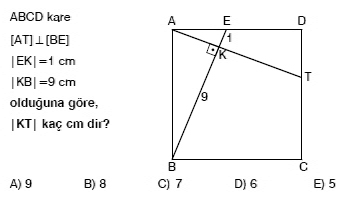 ABCD kare
[AT]⊥[BE]
|EK|=1 cm
|KB|=9 cm
olduğuna göre,
|KT| kaç cm dir?
A E D
1
K
T
9
B C
A) 9 B) 8 C) 7 D) 6 E) 5